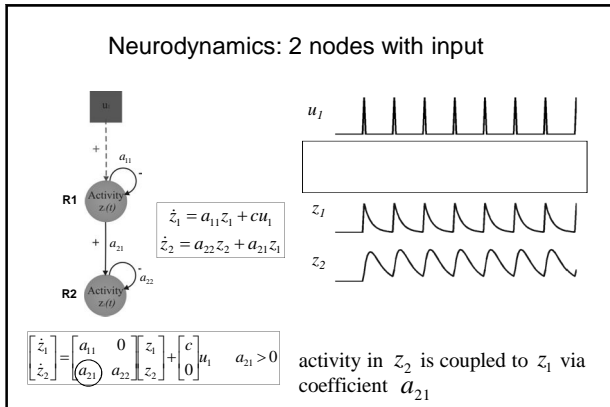 Neurodynamics: 2 nodes with input
u₁
+
a₁₁
-
R1
Activity
z₁(t)
+
a₂₁
-
a₂₂
R2
Activity
ż₁ = a₁₁z₁ + cu₁
ż₂ = a₂₂z₂ + a₂₁z₁
u₁
z₁
z₂
[ż₁ ż₂] = [a₁₁ 0 a₂₁ a₂₂][z₁ z₂] + [c 0]u₁ a₂₁ > 0
activity in z₂ is coupled to z₁ via
coefficient a₂₁